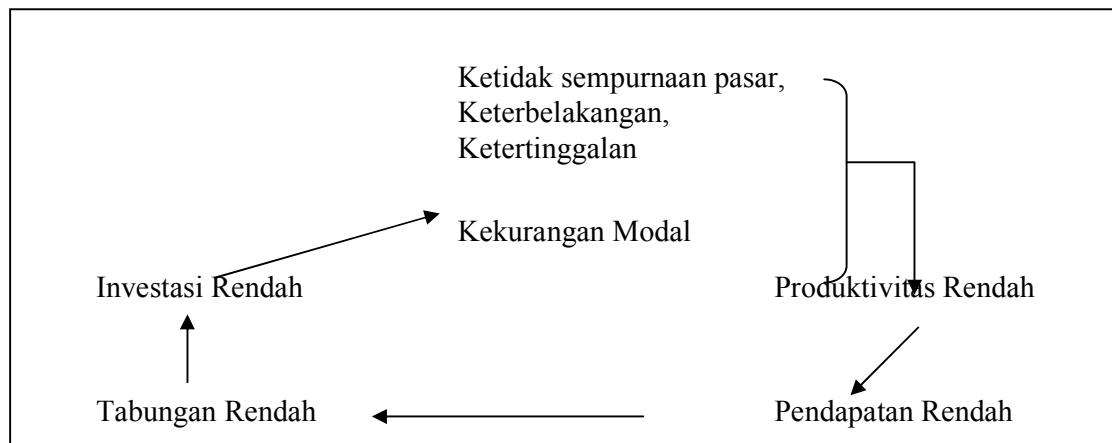 Ketidak sempurnaan pasar,
Keterbelakangan,
Ketertinggalan
Kekurangan Modal
Investasi Rendah
Produktivitas Rendah
Tabungan Rendah
Pendapatan Rendah